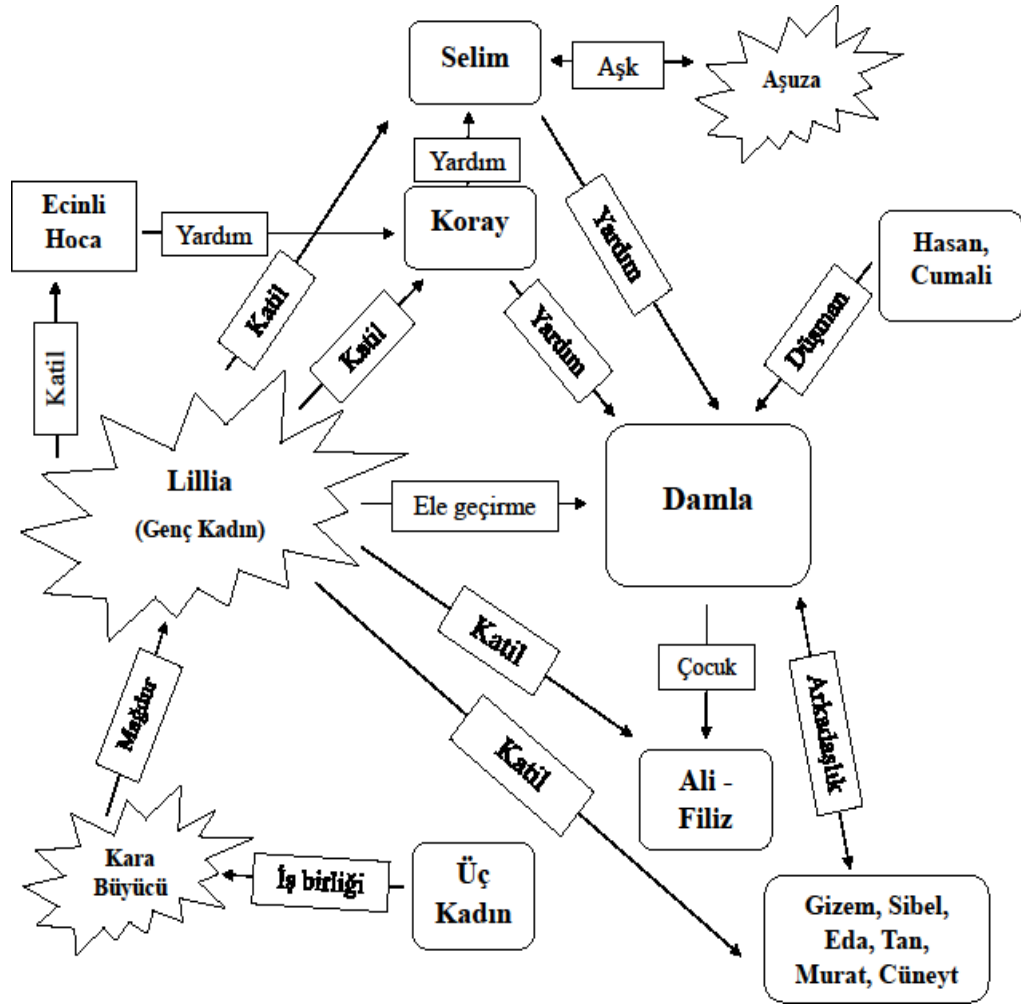 Selim
Aşk
Aşuza
Yardım
Ecinli
Hoca
Yardım
Koray
Yardım
Hasan,
Cumali
Katil
Katil
Katil
Yardım
Düşman
Lillia
(Genç Kadın)
Ele geçirme
Damla
Katil
Çocuk
Arkadaşlık
Mağdur
Katil
Ali -
Filiz
Kara
Büyücü
İş birliği
Üç
Kadın
Gizem, Sibel,
Eda, Tan,
Murat, Cüneyt